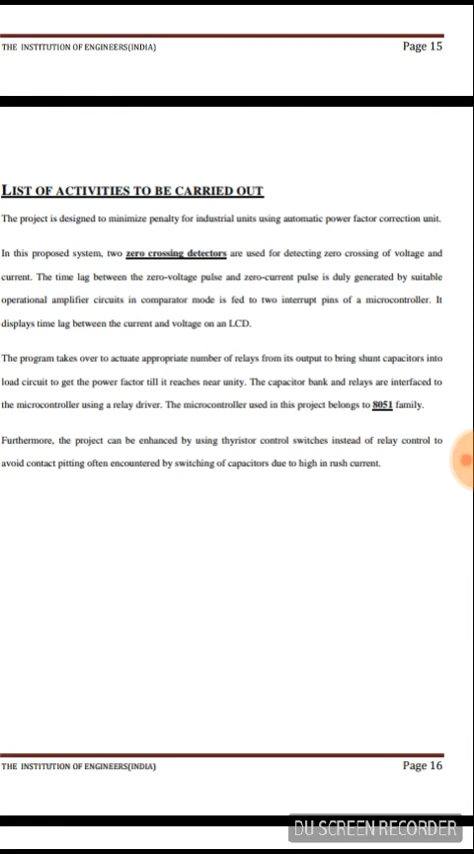 THE INSTITUTION OF ENGINEERS(INDIA) Page 15
LIST OF ACTIVITIES TO BE CARRIED OUT
The project is designed to minimize penalty for industrial units using automatic power factor correction unit.
In this proposed system, two zero crossing detectors are used for detecting zero crossing of voltage and
current. The time lag between the zero-voltage pulse and zero-current pulse is duly generated by suitable
operational amplifier circuits in comparator mode is fed to two interrupt pins of a microcontroller. It
displays time lag between the current and voltage on an LCD.
The program takes over to actuate appropriate number of relays from its output to bring shunt capacitors into
load circuit to get the power factor till it reaches near unity. The capacitor bank and relays are interfaced to
the microcontroller using a relay driver. The microcontroller used in this project belongs to 8051 family.
Furthermore, the project can be enhanced by using thyristor control switches instead of relay control to
avoid contact pitting often encountered by switching of capacitors due to high in rush current.
THE INSTITUTION OF ENGINEERS(INDIA) Page 16
DU SCREEN RECORDER